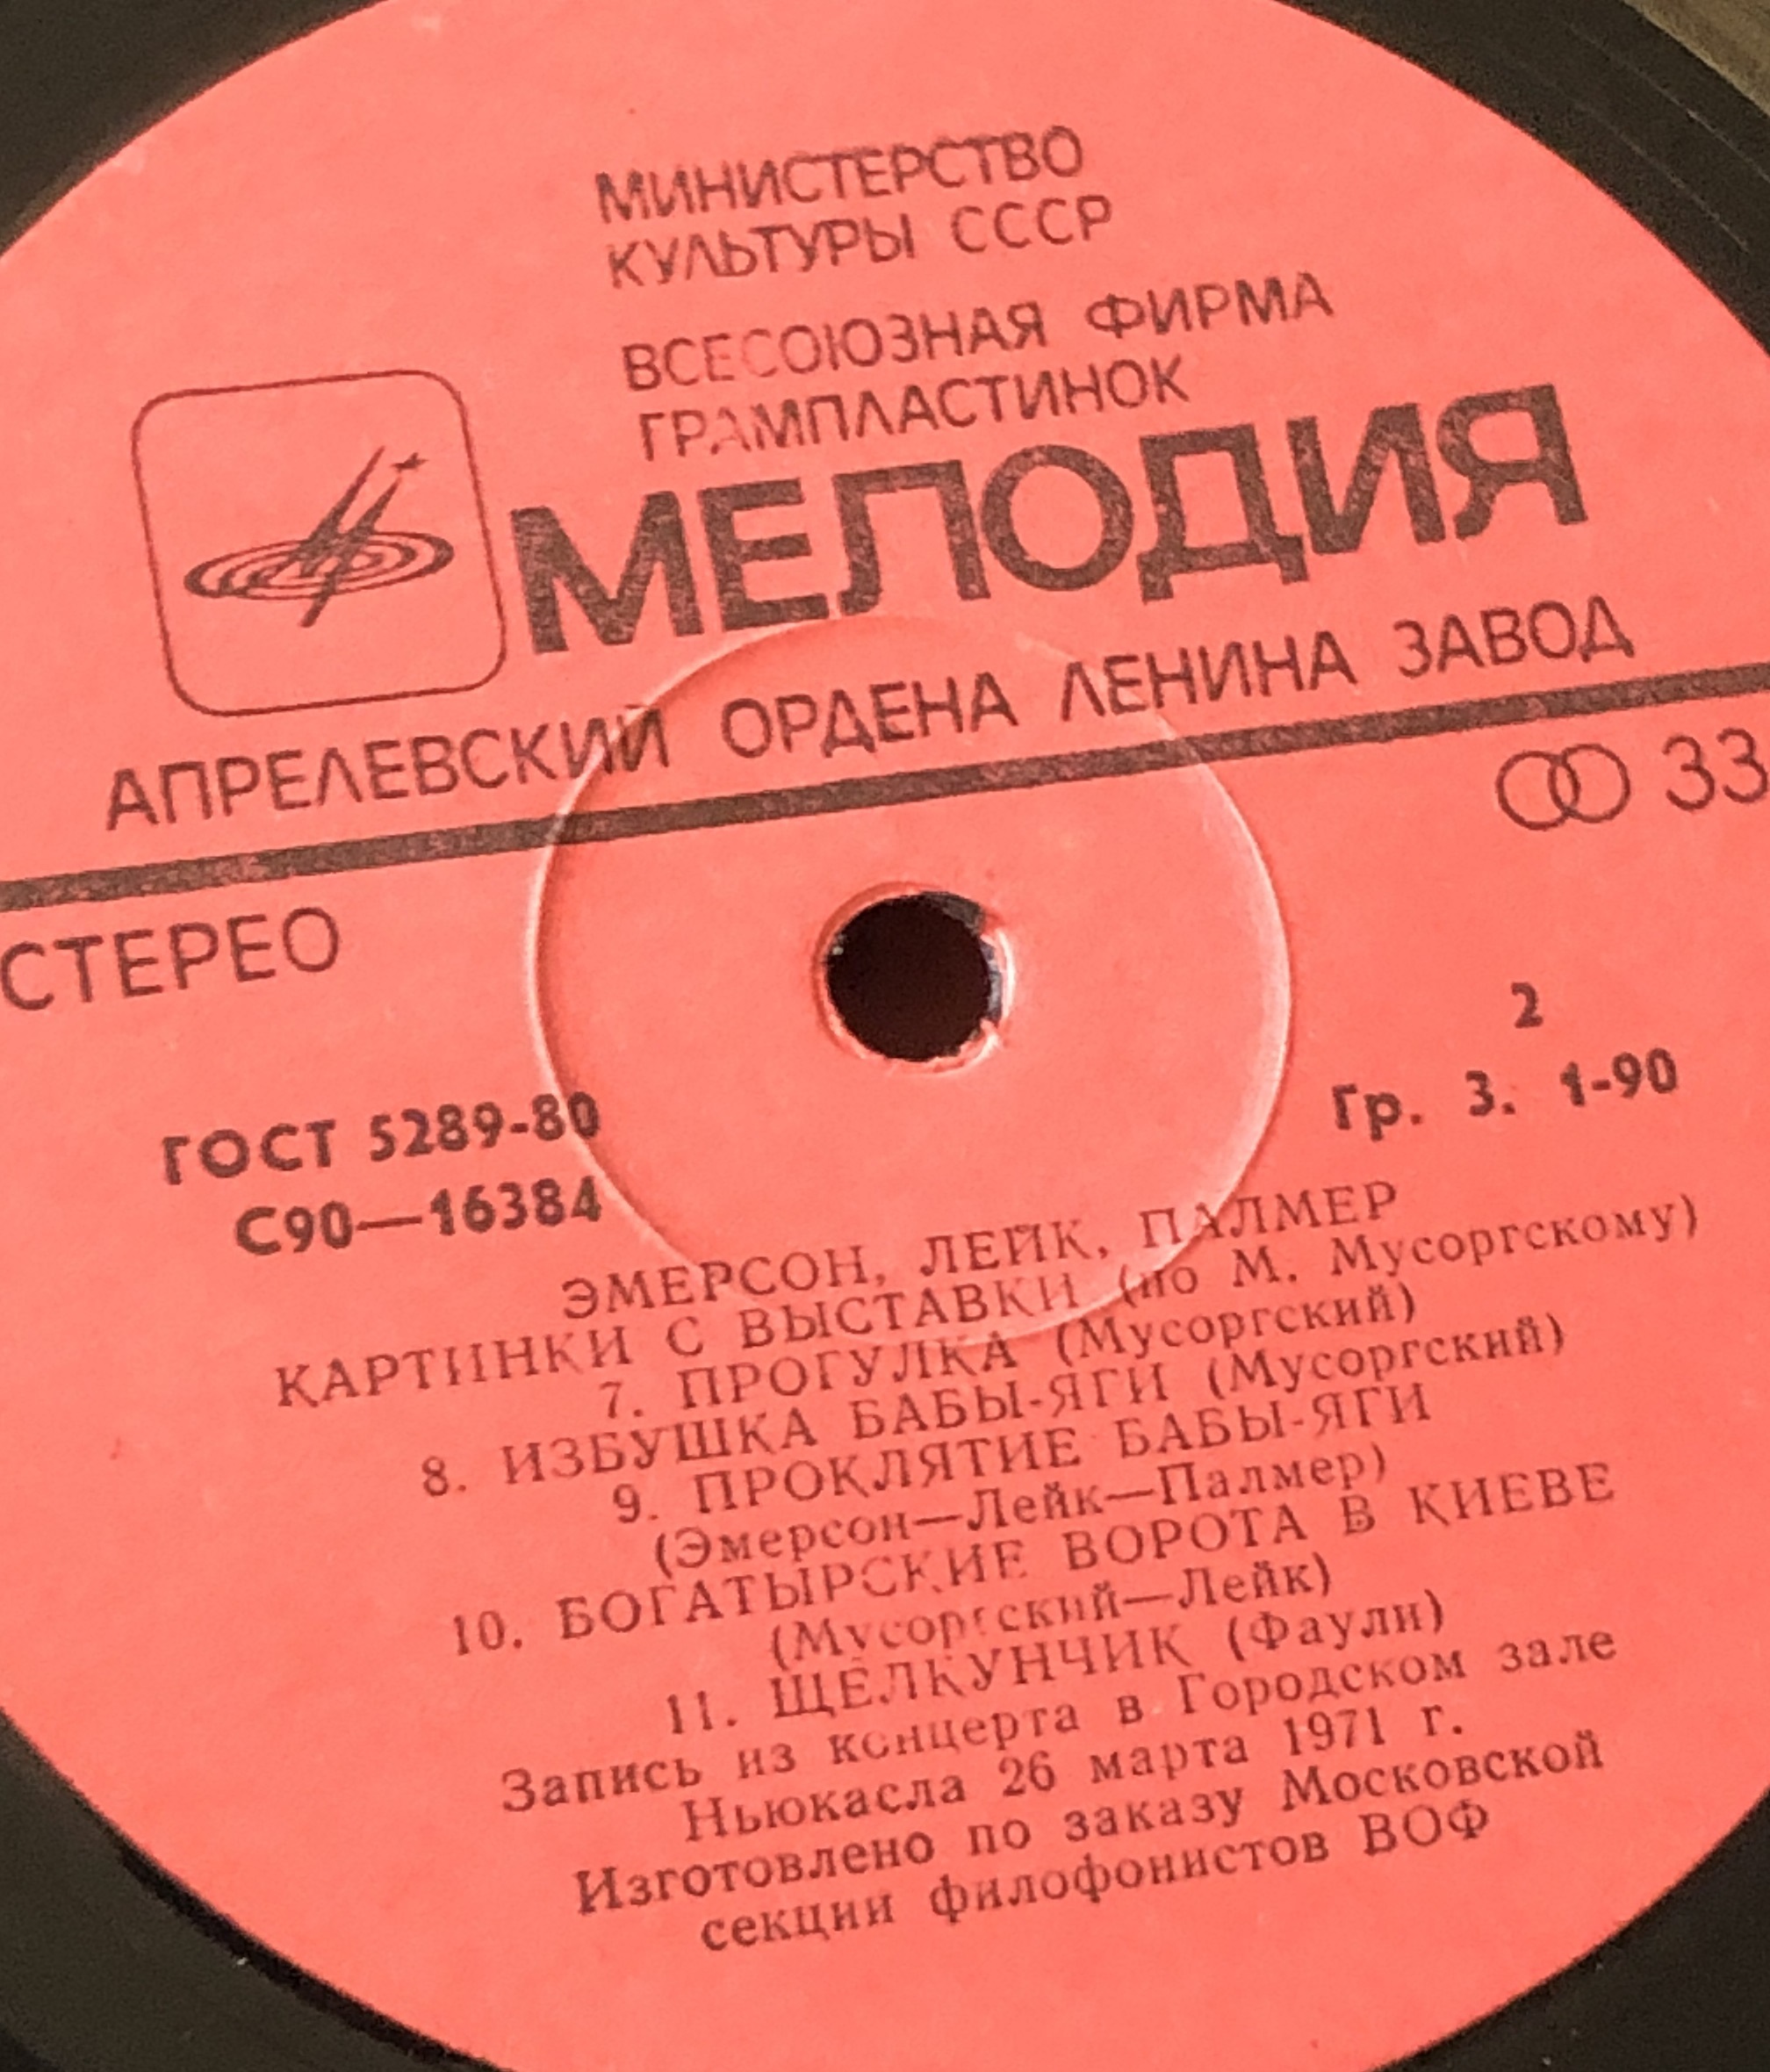 МИНИСТЕРСТВО
КУЛЬТУРЫ СССР
ВСЕСОЮЗНАЯ ФИРМА
ГРАМПЛАСТИНОК
МЕЛОДИЯ
АПРЕЛЕВСКИЙ ОРДЕНА ЛЕНИНА ЗАВОД
33
СТЕРЕО
2
ГОСТ 5289-80
Гр. 3. 1-90
С90—16384
ЭМЕРСОН, ЛЕЙК, ПАЛМЕР
КАРТИНКИ С ВЫСТАВКИ (по М. Мусоргскому)
7. ПРОГУЛКА (Мусоргский)
8. ИЗБУШКА БАБЫ-ЯГИ (Мусоргский)
9. ПРОКЛЯТИЕ БАБЫ-ЯГИ
(Эмерсон—Лейк—Палмер)
10. БОГАТЫРСКИЕ ВОРОТА В КИЕВЕ
(Мусоргский—Лейк)
11. ЩЕЛКУНЧИК (Фаули)
Запись из концерта в Городском зале
Ньюкасла 26 марта 1971 г.
Изготовлено по заказу Московской
секции филофонистов ВОФ